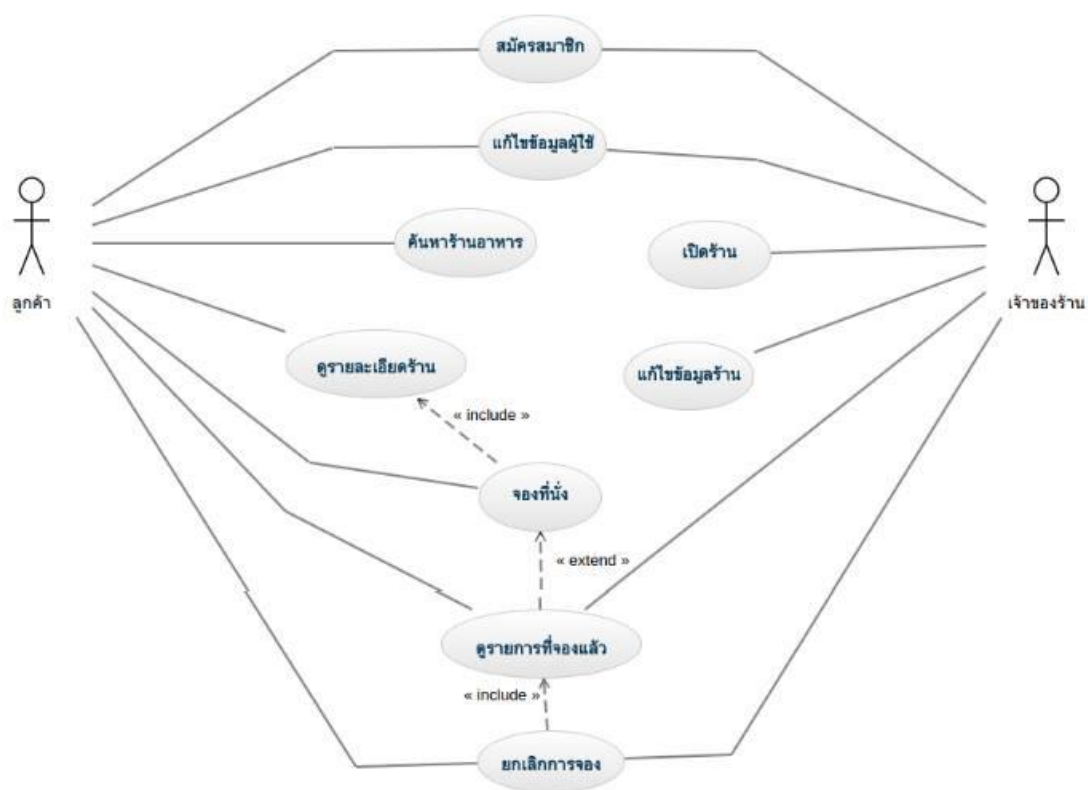 สมัครสมาชิก
แก้ไขข้อมูลผู้ใช้
ค้นหาร้านอาหาร
เปิดร้าน
ลูกค้า
เจ้าของร้าน
ดูรายละเอียดร้าน
แก้ไขข้อมูลร้าน
« include »
จองที่นั่ง
« extend »
ดูรายการที่จองแล้ว
« include »
ยกเลิกการจอง